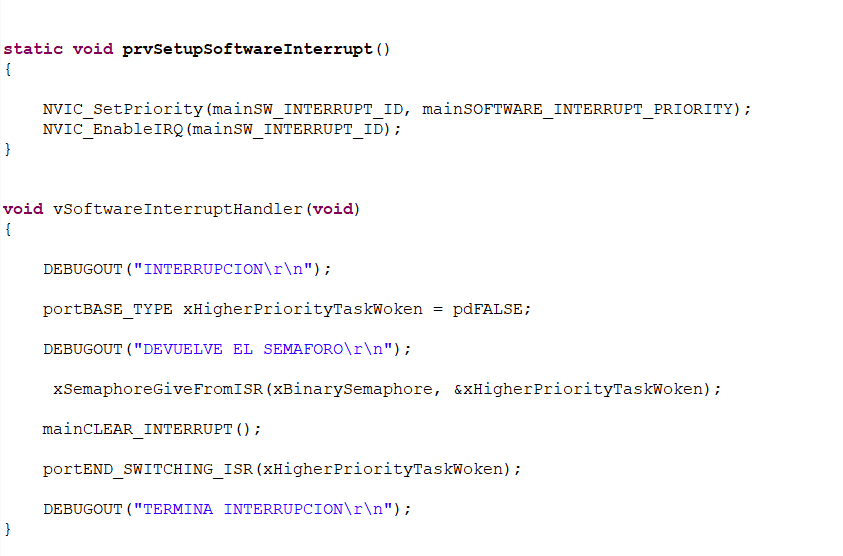 static void prvSetupSoftwareInterrupt()
{
    NVIC_SetPriority(mainSW_INTERRUPT_ID, mainSOFTWARE_INTERRUPT_PRIORITY);
    NVIC_EnableIRQ(mainSW_INTERRUPT_ID);
}
void vSoftwareInterruptHandler(void)
{
    DEBUGOUT("INTERRUPCION\r\n");
    portBASE_TYPE xHigherPriorityTaskWoken = pdFALSE;
    DEBUGOUT("DEVUELVE EL SEMAFORO\r\n");
     xSemaphoreGiveFromISR(xBinarySemaphore, &xHigherPriorityTaskWoken);
    mainCLEAR_INTERRUPT();
    portEND_SWITCHING_ISR(xHigherPriorityTaskWoken);
    DEBUGOUT("TERMINA INTERRUPCION\r\n");
}